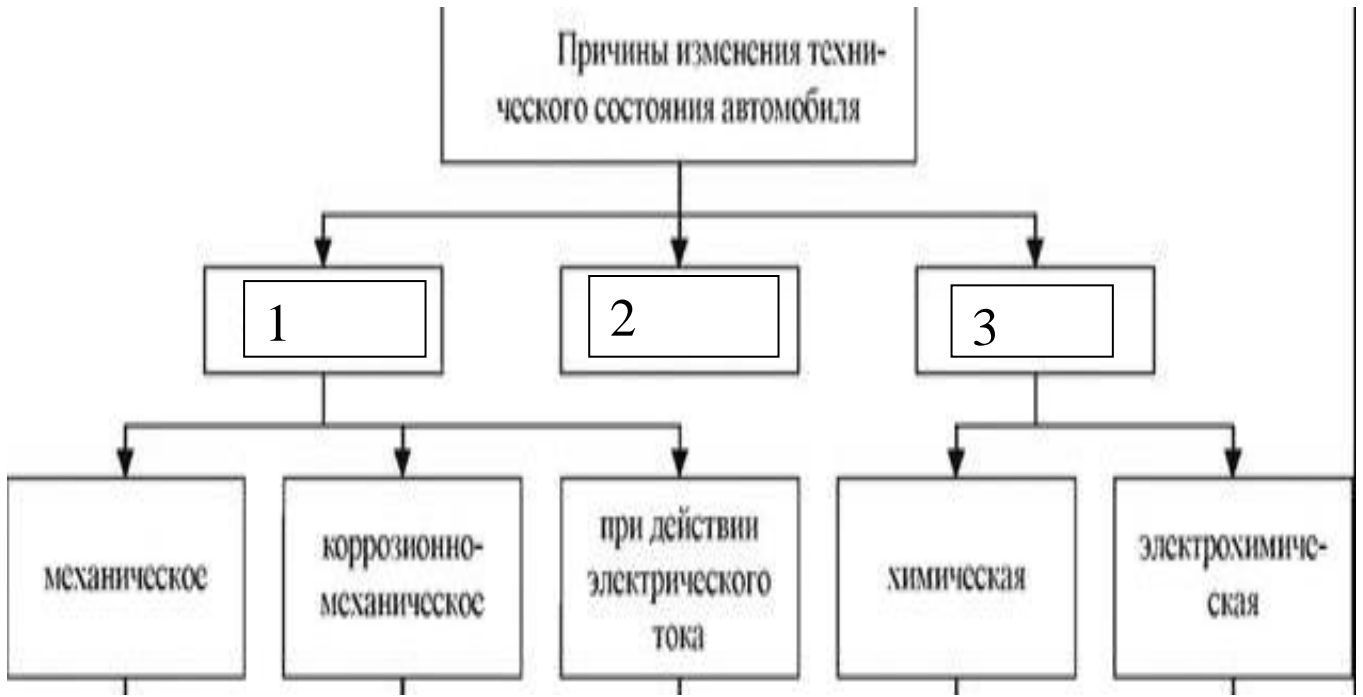 Причины изменения техни-
ческого состояния автомобиля
1
2
3
механическое
коррозионно-
механическое
при действии
электрического
тока
химическая
электрохимиче-
ская